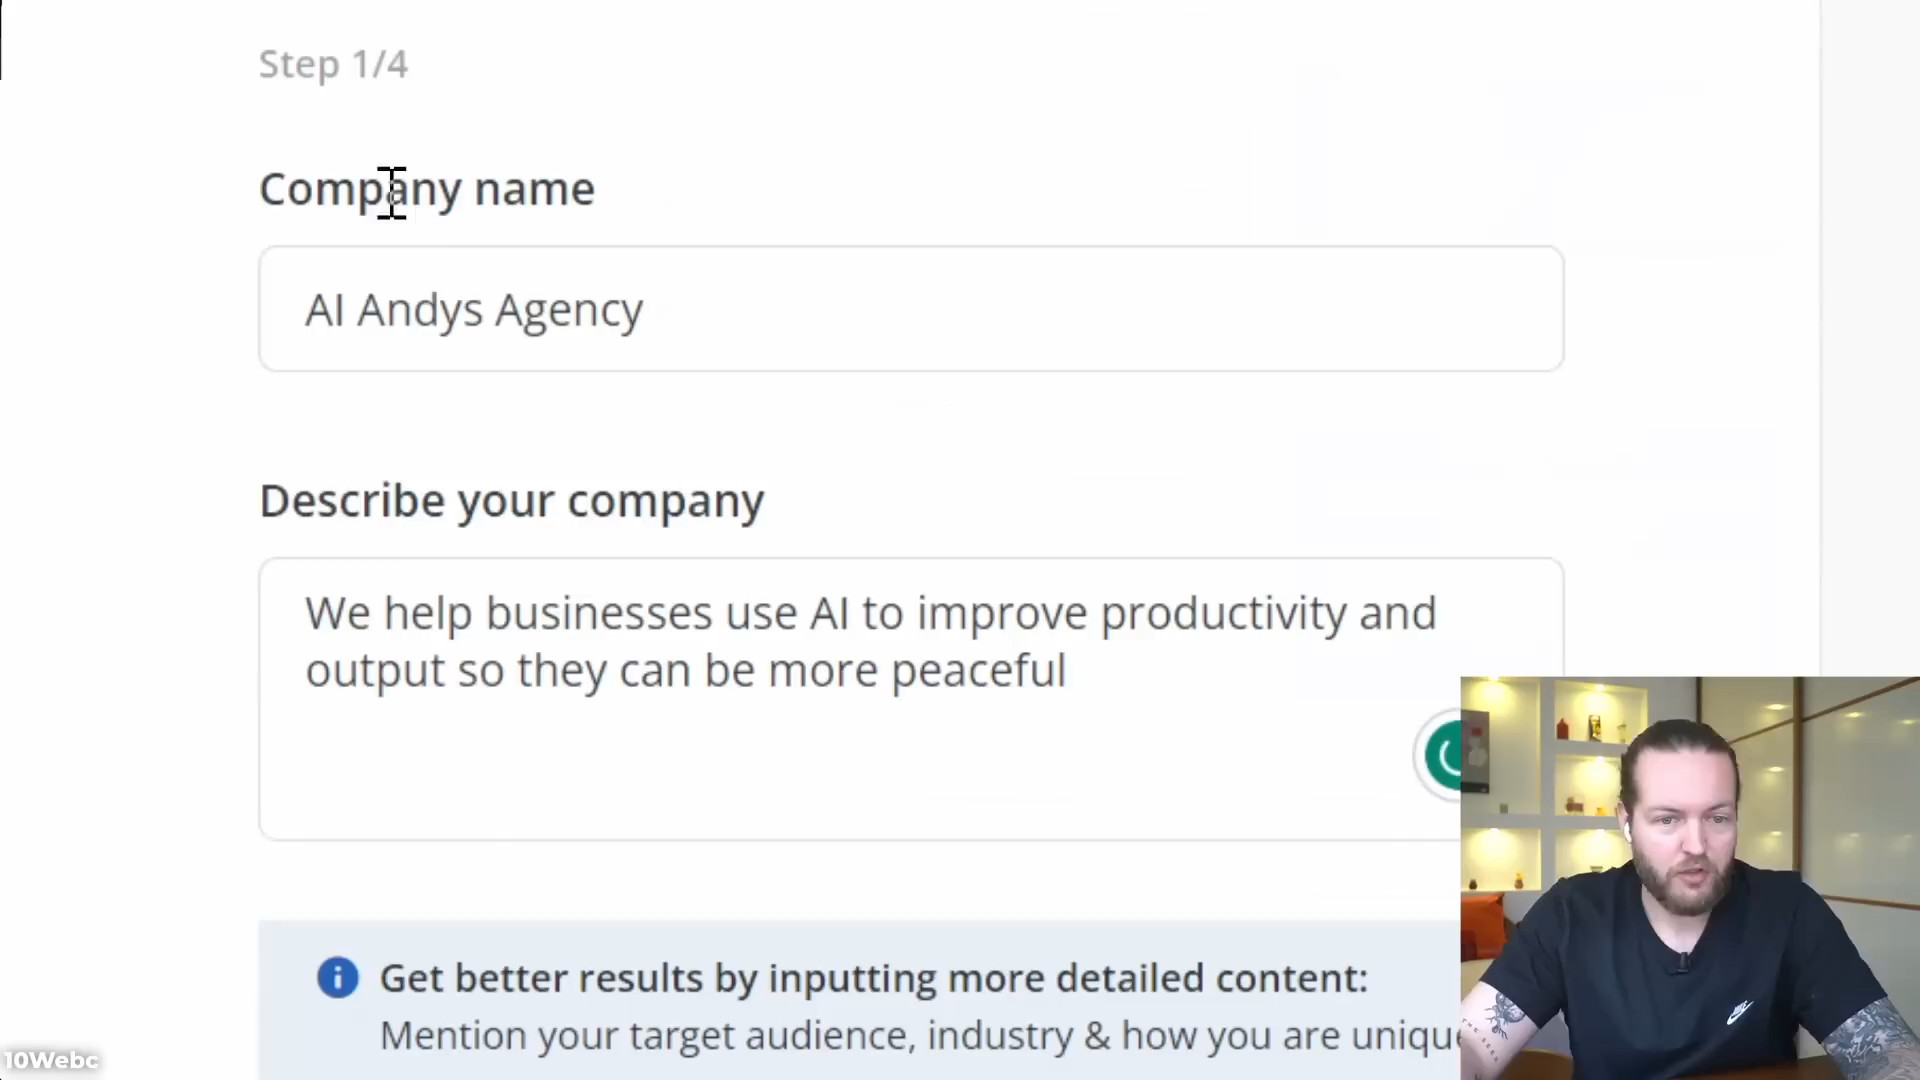 Step 1/4
Company name
AI Andys Agency
Describe your company
We help businesses use AI to improve productivity and
output so they can be more peaceful
Get better results by inputting more detailed content:
Mention your target audience, industry & how you are unique
10Webc